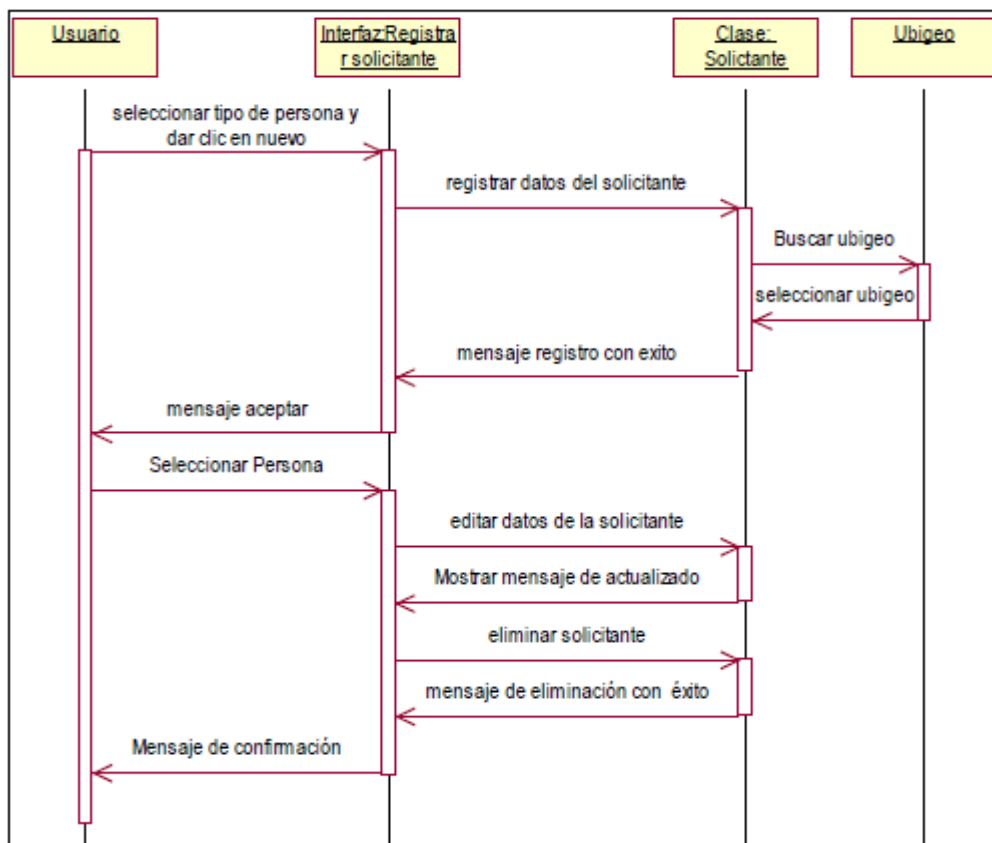 Usuario
Interfaz:Registra
r solicitante
Clase:
Solictante
Ubigeo
seleccionar tipo de persona y
dar clic en nuevo
registrar datos del solicitante
Buscar ubigeo
seleccionar ubigeo
mensaje registro con exito
mensaje aceptar
Seleccionar Persona
editar datos de la solicitante
Mostrar mensaje de actualizado
eliminar solicitante
mensaje de eliminación con éxito
Mensaje de confirmación